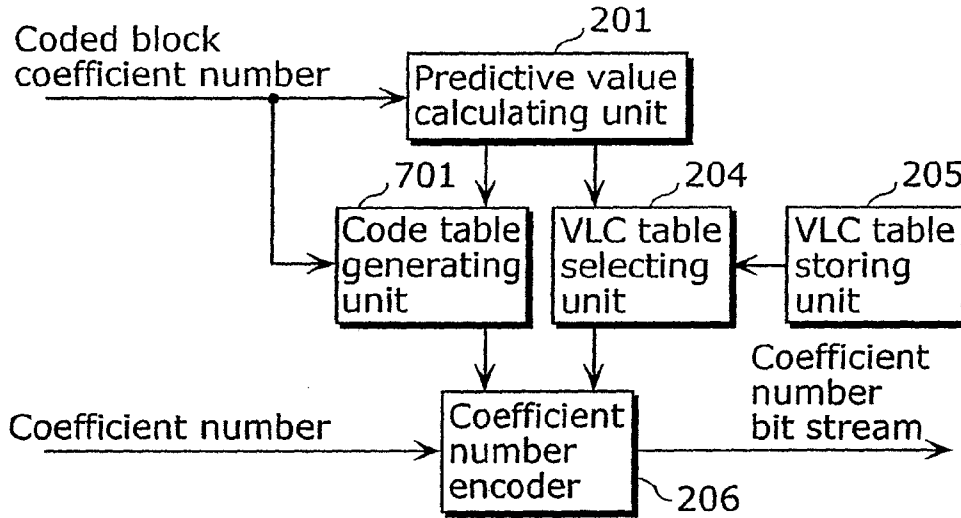 201
Coded block
coefficient number
Predictive value
calculating unit
701
204
205
Code table
generating
unit
VLC table
selecting
unit
VLC table
storing
unit
Coefficient
number
bit stream
Coefficient number
Coefficient
number
encoder
206